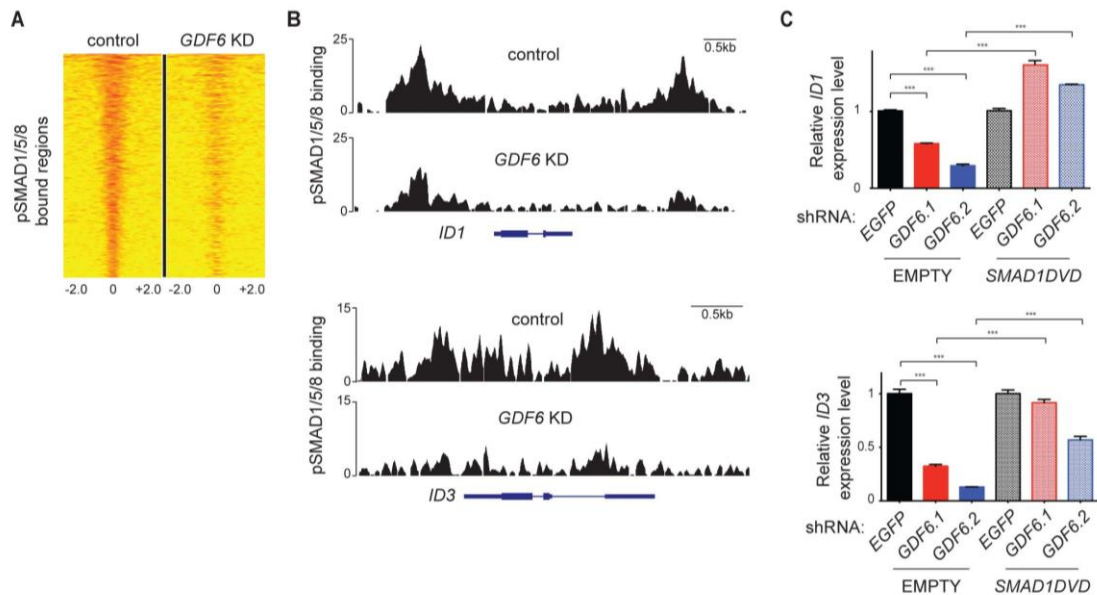 A
control GDF6 KD
pSMAD1/5/8
bound regions
-2.0 0 +2.0 -2.0 0 +2.0
B
25
control
0.5kb
0
pSMAD1/5/8 binding
25
GDF6 KD
0
ID1
15
control
0.5kb
0
pSMAD1/5/8 binding
15
GDF6 KD
0
ID3
C
***
***
***
***
Relative ID1
expression level
1
0
shRNA:
EGFP
GDF6.1
GDF6.2
EGFP
GDF6.1
GDF6.2
EMPTY SMAD1DVD
***
***
***
***
Relative ID3
expression level
1
0.5
0
shRNA:
EGFP
GDF6.1
GDF6.2
EGFP
GDF6.1
GDF6.2
EMPTY SMAD1DVD